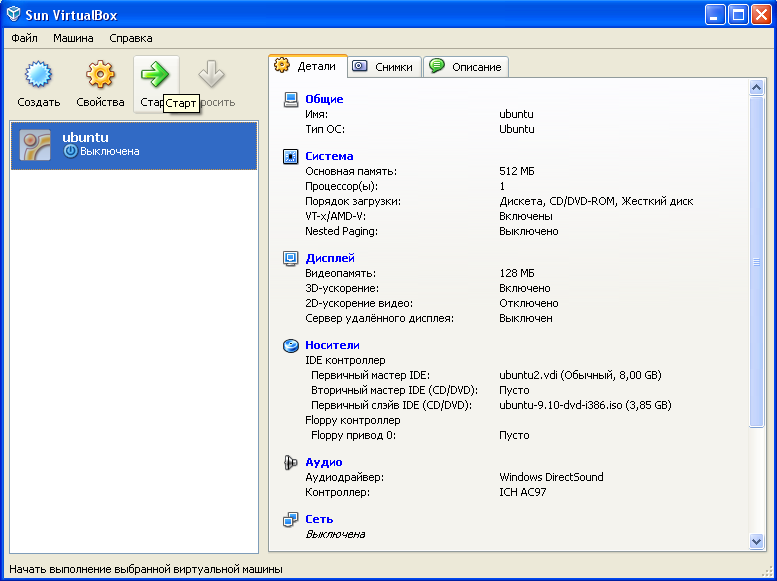 Sun VirtualBox
Файл Машина Справка
Создать Свойства Стар Старт росить
Детали Снимки Описание
ubuntu
Выключена
Общие
Имя: ubuntu
Тип ОС: Ubuntu
Система
Основная память: 512 МБ
Процессор(ы): 1
Порядок загрузки: Дискета, CD/DVD-ROM, Жесткий диск
VT-x/AMD-V: Включены
Nested Paging: Выключено
Дисплей
Видеопамять: 128 МБ
3D-ускорение: Включено
2D-ускорение видео: Отключено
Сервер удалённого дисплея: Выключен
Носители
IDE контроллер
Первичный мастер IDE: ubuntu2.vdi (Обычный, 8,00 GB)
Вторичный мастер IDE (CD/DVD): Пусто
Первичный слэйв IDE (CD/DVD): ubuntu-9.10-dvd-i386.iso (3,85 GB)
Floppy контроллер
Floppy привод 0: Пусто
Аудио
Аудиодрайвер: Windows DirectSound
Контроллер: ICH AC97
Сеть
Выключена
Начать выполнение выбранной виртуальной машины